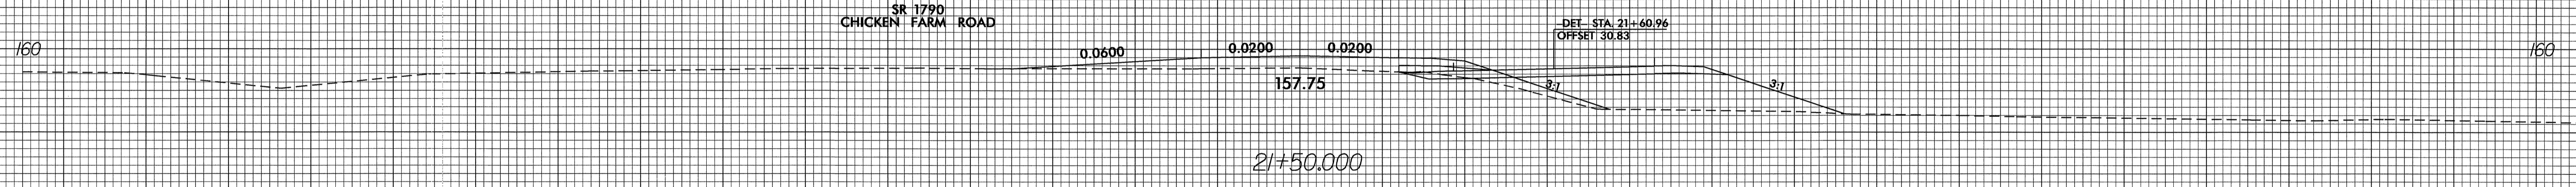 SR 1790
CHICKEN FARM ROAD
-DET- STA. 21+60.96
OFFSET 30.83
160
0.0600
0.0200
0.0200
160
157.75
3:1
3:1
21+50.000